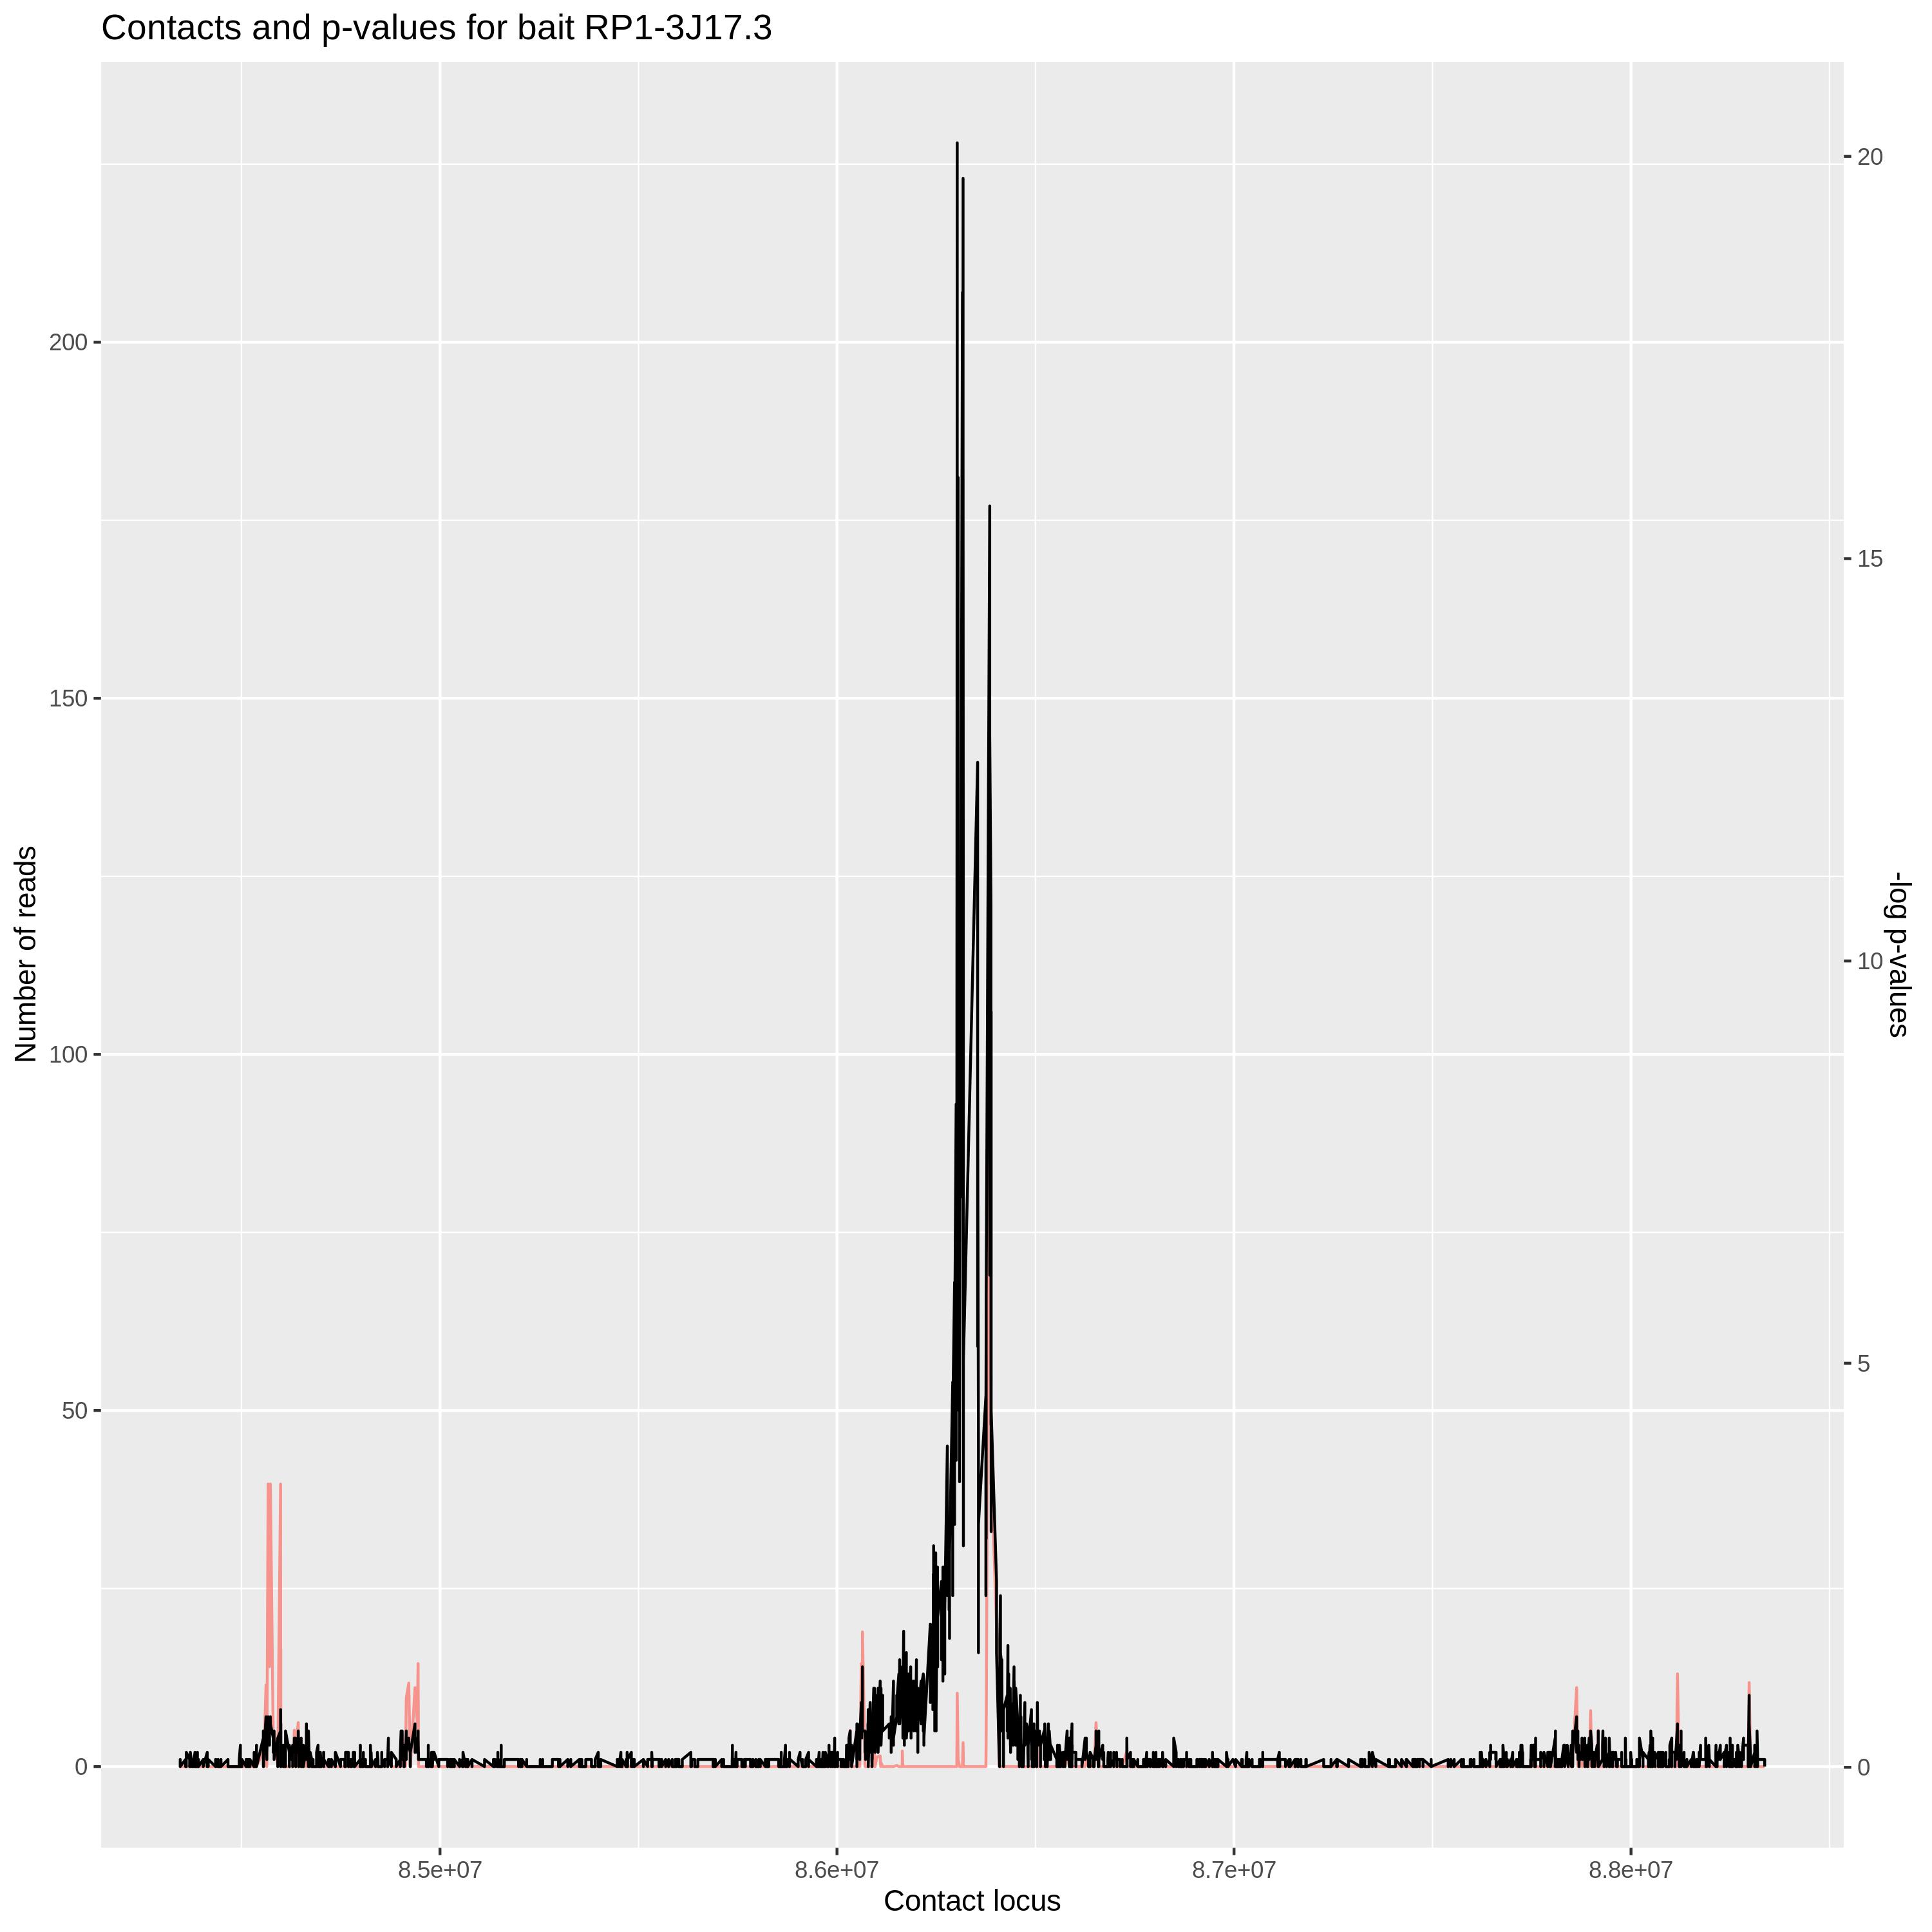 Contacts and p-values for bait RP1-3J17.3
Number of reads
200
150
100
50
0
20
15
10
5
0
-log p-values
8.5e+07
8.6e+07
8.7e+07
8.8e+07
Contact locus